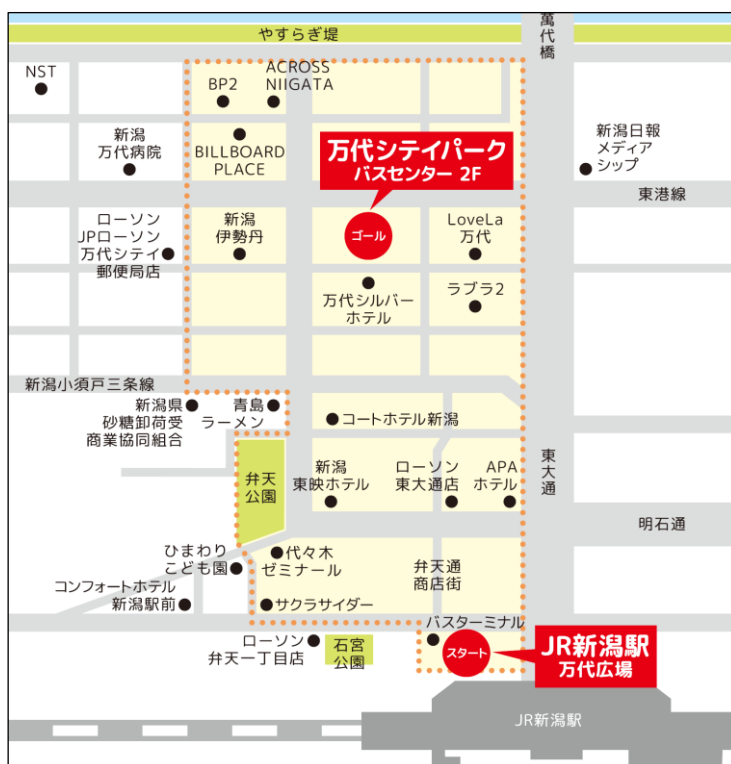 やすらぎ堤
萬代橋
NST
BP2
ACROSS
NIIGATA
新潟
万代病院
BILLBOARD
PLACE
万代シテイパーク
バスセンター 2F
新潟日報
メディア
シップ
東港線
ローソン
JPローソン
万代シテイ
郵便局店
新潟
伊勢丹
ゴール
LoveLa
万代
万代シルバー
ホテル
ラブラ2
新潟小須戸三条線
新潟県
砂糖卸荷受
商業協同組合
青島
ラーメン
コートホテル新潟
弁天
公園
新潟
東映ホテル
ローソン
東大通店
APA
ホテル
東大通
明石通
ひまわり
こども園
代々木
ゼミナール
弁天通
商店街
コンフォートホテル
新潟駅前
サクラサイダー
バスターミナル
ローソン
弁天一丁目店
石宮
公園
スタート
JR新潟駅
万代広場
JR新潟駅